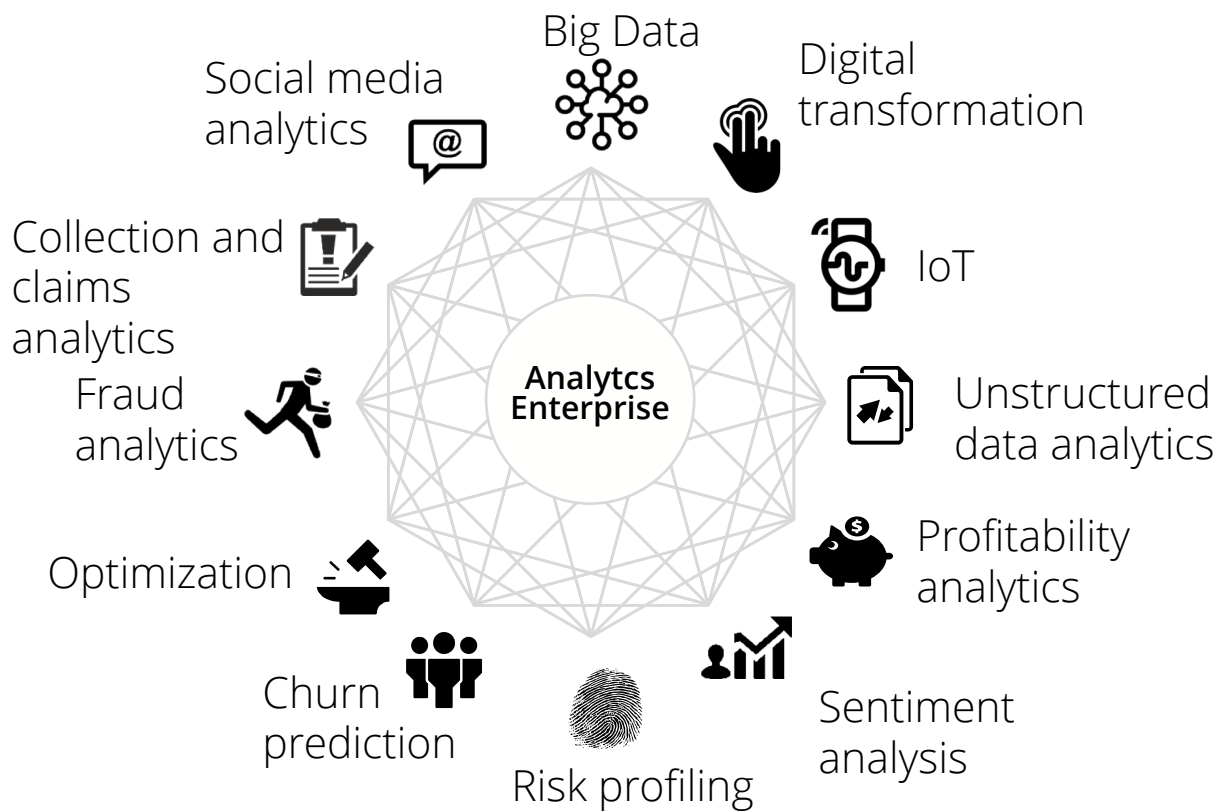 Big Data
Digital
transformation
IoT
Unstructured
data analytics
Profitability
analytics
$
Sentiment
analysis
Risk profiling
Churn
prediction
Optimization
Fraud
analytics
Collection and
claims
analytics
Social media
analytics
@
Analytcs
Enterprise